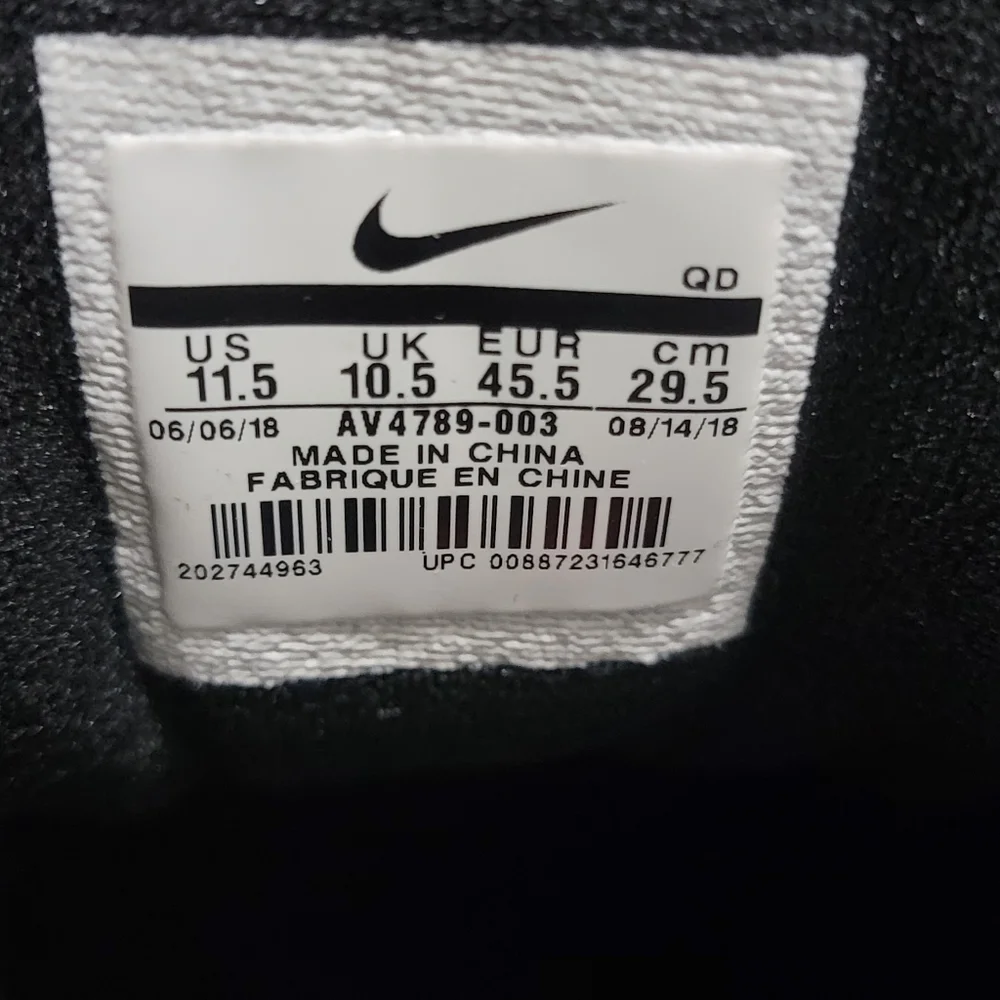 QD
US UK EUR cm
11.5 10.5 45.5 29.5
06/06/18 AV4789-003 08/14/18
MADE IN CHINA
FABRIQUE EN CHINE
202744963 UPC 00887231646777